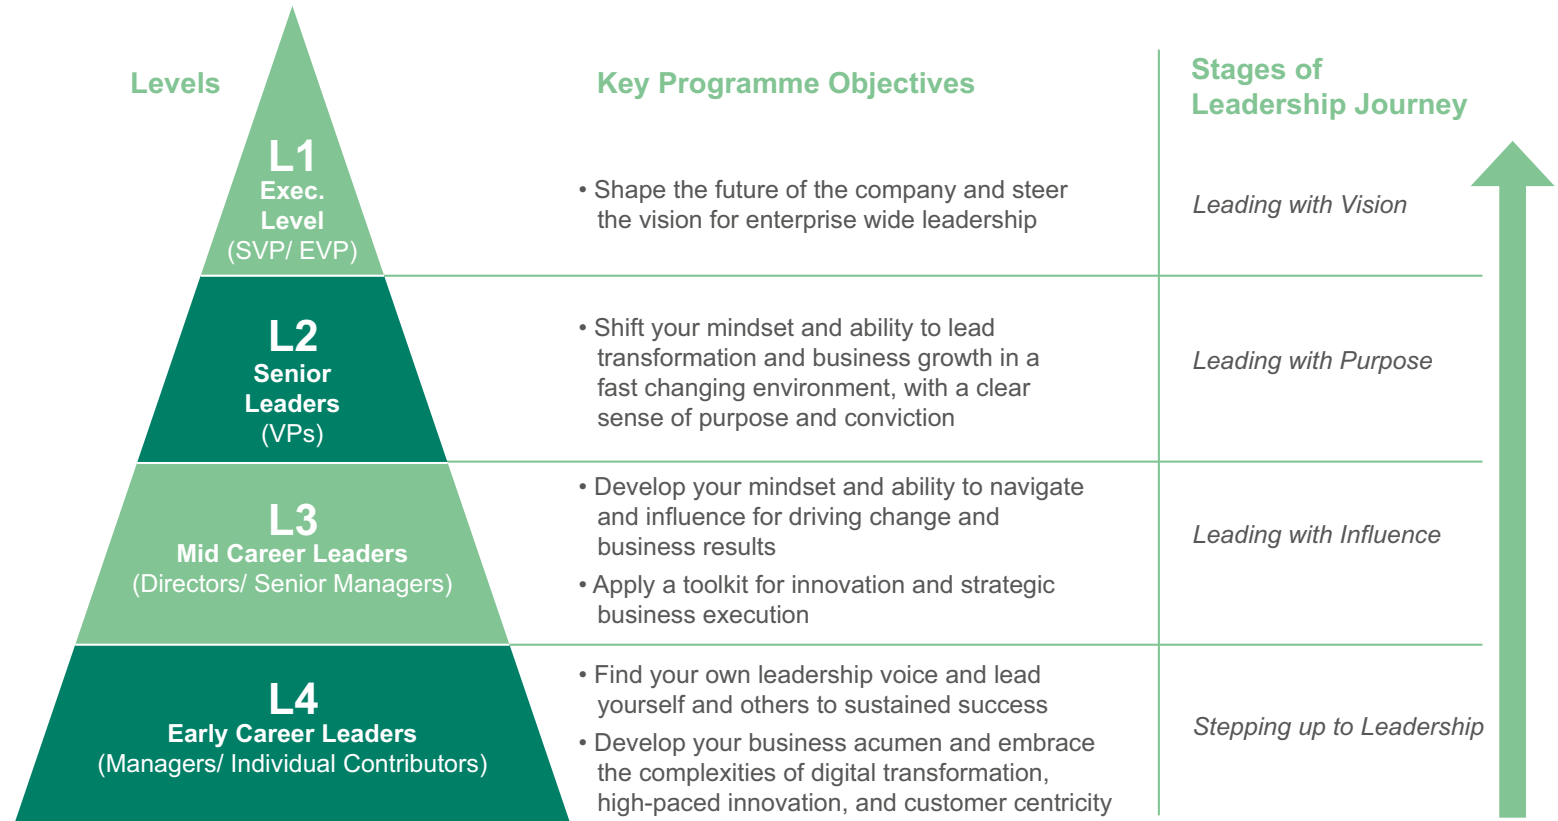 Levels
Key Programme Objectives
Stages of
Leadership Journey
L1
Exec.
Level
(SVP/ EVP)
• Shape the future of the company and steer
the vision for enterprise wide leadership
Leading with Vision
L2
Senior
Leaders
(VPs)
• Shift your mindset and ability to lead
transformation and business growth in a
fast changing environment, with a clear
sense of purpose and conviction
Leading with Purpose
L3
Mid Career Leaders
(Directors/ Senior Managers)
• Develop your mindset and ability to navigate
and influence for driving change and
business results
• Apply a toolkit for innovation and strategic
business execution
Leading with Influence
L4
Early Career Leaders
(Managers/ Individual Contributors)
• Find your own leadership voice and lead
yourself and others to sustained success
• Develop your business acumen and embrace
the complexities of digital transformation,
high-paced innovation, and customer centricity
Stepping up to Leadership